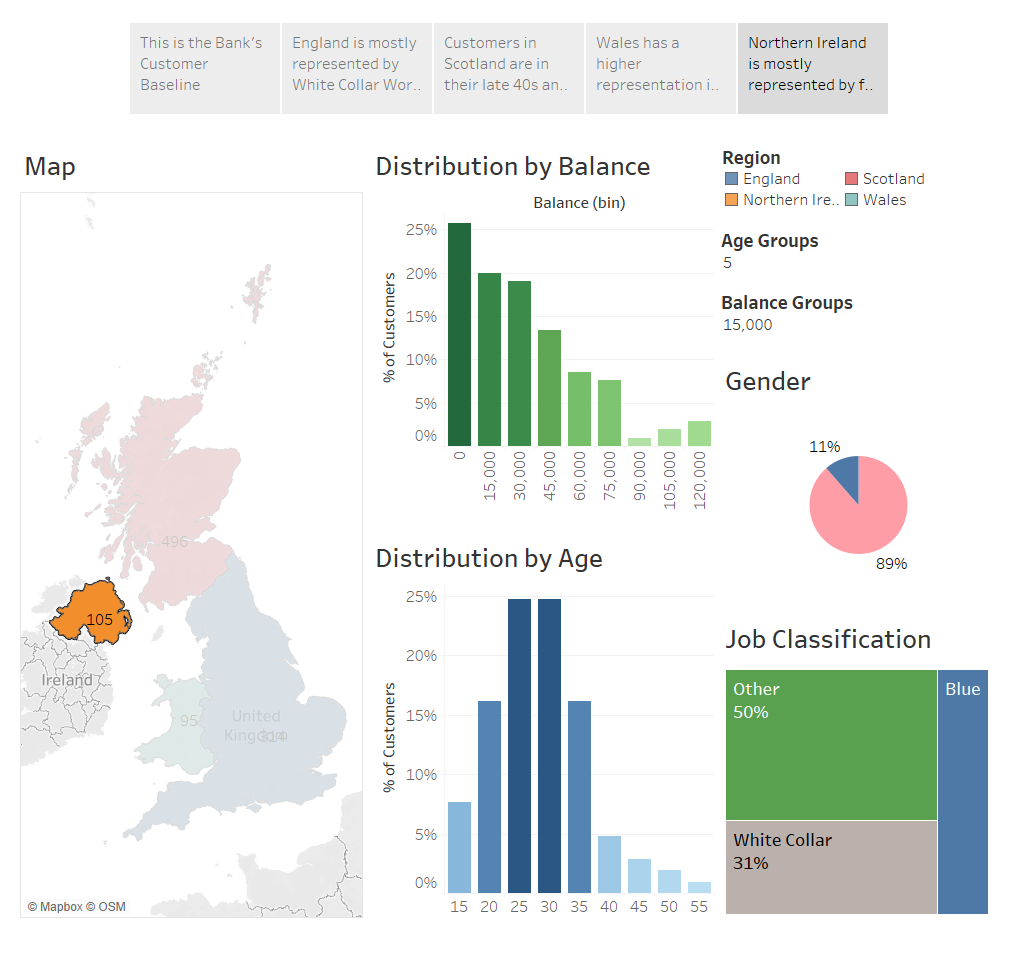 This is the Bank's
Customer
Baseline
England is mostly
represented by
White Collar Wor..
Customers in
Scotland are in
their late 40s an..
Wales has a
higher
representation i..
Northern Ireland
is mostly
represented by f..
Map
496
105
Ireland
95
United
Kingdom
© Mapbox © OSM
Distribution by Balance
Balance (bin)
% of Customers
25%
20%
15%
10%
5%
0%
0
15,000
30,000
45,000
60,000
75,000
90,000
105,000
120,000
Distribution by Age
% of Customers
25%
20%
15%
10%
5%
0%
15 20 25 30 35 40 45 50 55
Region
England Scotland
Northern Ire.. Wales
Age Groups
5
Balance Groups
15,000
Gender
11%
89%
Job Classification
Other
50%
Blue
White Collar
31%